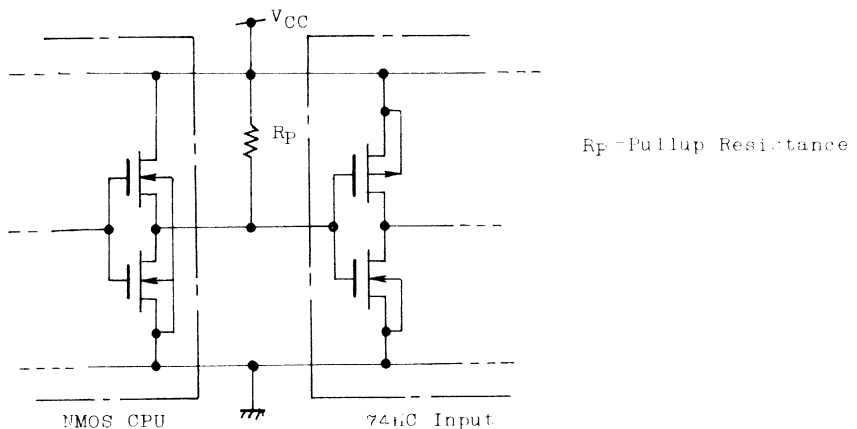 VCC
RP
RP=Pullup Resistance
NMOS CPU
74HC Input